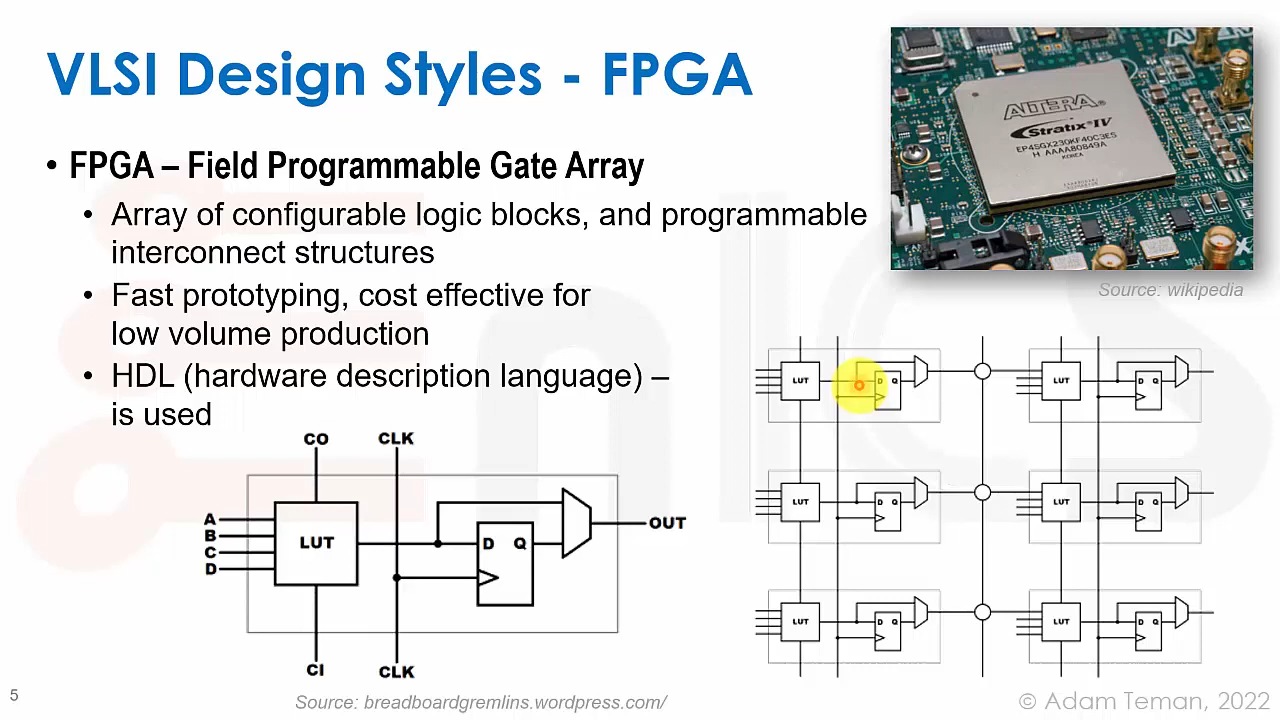 VLSI Design Styles - FPGA
• FPGA – Field Programmable Gate Array
• Array of configurable logic blocks, and programmable
interconnect structures
• Fast prototyping, cost effective for
low volume production
• HDL (hardware description language) –
is used
ALTERA®
Stratix® IV
EP4SGX230KF40C3ES
H AAAA80849A
KOREA
Source: wikipedia
CO
CLK
A
B
C
D
LUT
D Q
OUT
CI
CLK
LUT D Q LUT D Q
LUT D Q LUT D Q
LUT D Q LUT D Q
Source: breadboardgremlins.wordpress.com/
5
© Adam Teman, 2022